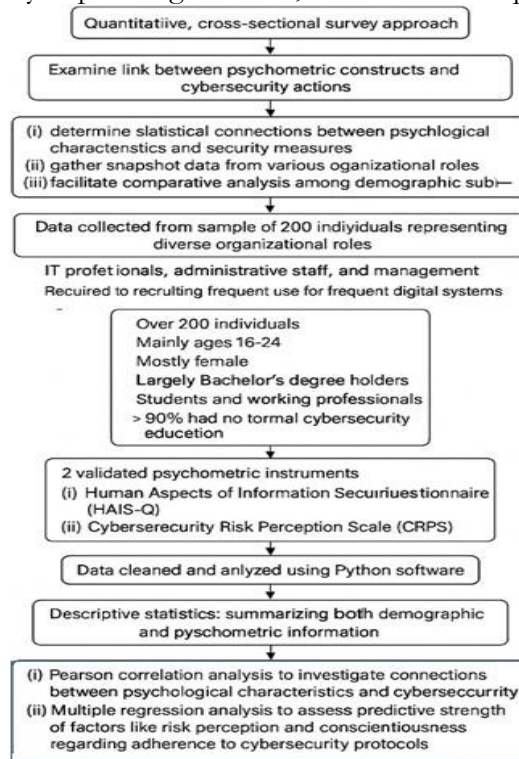 Quantitatiive, cross-sectional survey approach
Examine link between psychometric constructs and
cybersecurity actions
(i) determine slatistical connections between psychlogical
charactenstics and security measures
(ii) gather snapshot data from various oganizational roles
(iii) facilitate comparative analysis among demographic sub—
Data collected from sample of 200 indiyiduals representing
diverse organizational roles
IT profetionals, administrative staff, and management
Recuired to recruiting frequent use for frequent digital systems
Over 200 individuals
Mainly ages 16-24
Mostly female
Largely Bachelor's degree holders
Students and working professionals
> 90% had no tormal cybersecurity
educetion
2 validated psychometric instruments
(i) Human Aspects of Information Securiuestionnaire
(HAIS-Q)
(ii) Cyberserecurity Risk Perception Scale (CRPS)
Data cleaned and anlyzed using Python software
Descriptive statistics: summarizing both demographic
and pyschometric information
(i) Pearson correlation analysis to investigate connections
between psychological characteristics and cyberseccurrity
(ii) Multiple regression analysis to assess predictive strength
of factors like risk perception and conscientiousness
regarding adherence to cybersecurity protocols